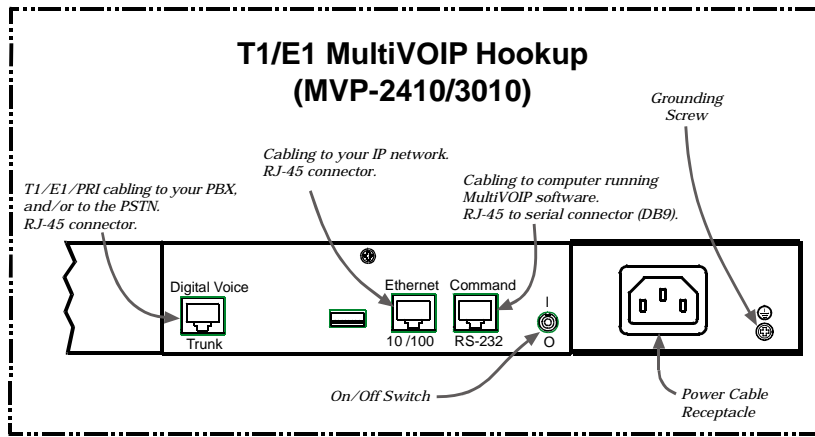 T1/E1 MultiVOIP Hookup
(MVP-2410/3010)
Grounding
Screw
Cabling to your IP network.
RJ-45 connector.
T1/E1/PRI cabling to your PBX,
and/or to the PSTN.
RJ-45 connector.
Cabling to computer running
MultiVOIP software.
RJ-45 to serial connector (DB9).
Digital Voice
Trunk
Ethernet
10 /100
Command
RS-232
I
O
On/Off Switch
Power Cable
Receptacle